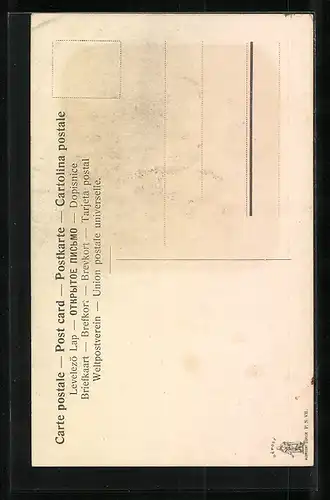 Carte postale — Post card — Postkarte — Cartolina postale
Levelező Lap — ОТКРЫТОЕ ПИСЬМО — Dopisnice
Briefkaart — Brefkort — Brevkort — Tarjeta postal
Weltpostverein — Union postale universelle.